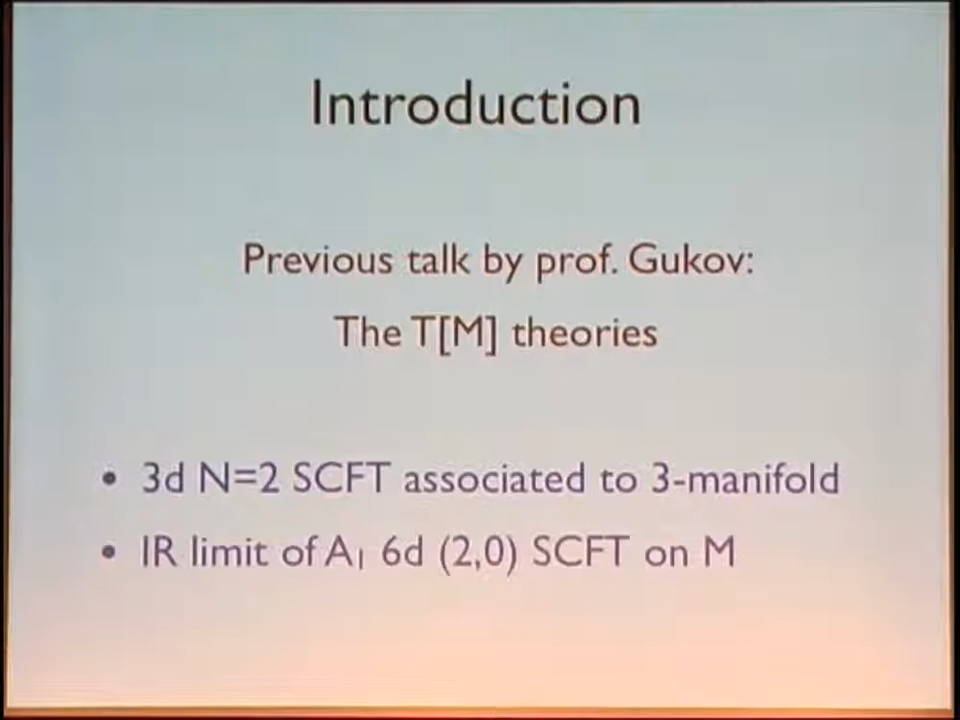 Introduction
Previous talk by prof. Gukov:
The T[M] theories
• 3d N=2 SCFT associated to 3-manifold
• IR limit of A₁ 6d (2,0) SCFT on M